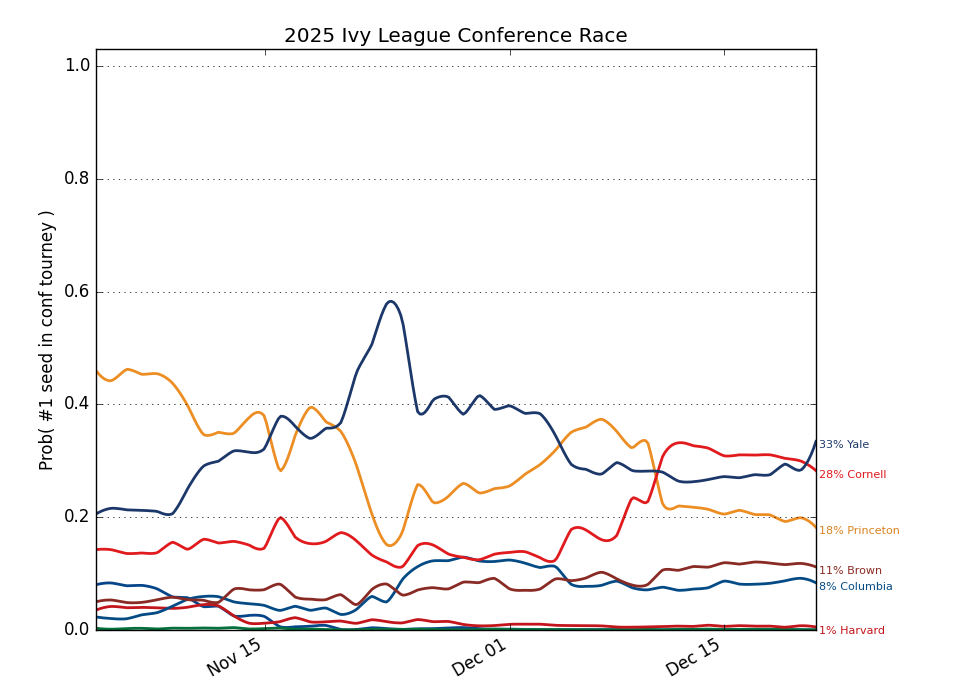 2025 Ivy League Conference Race
Prob( #1 seed in conf tourney )
1.0
0.8
0.6
0.4
0.2
0.0
Nov 15
Dec 01
Dec 15
33% Yale
28% Cornell
18% Princeton
11% Brown
8% Columbia
1% Harvard